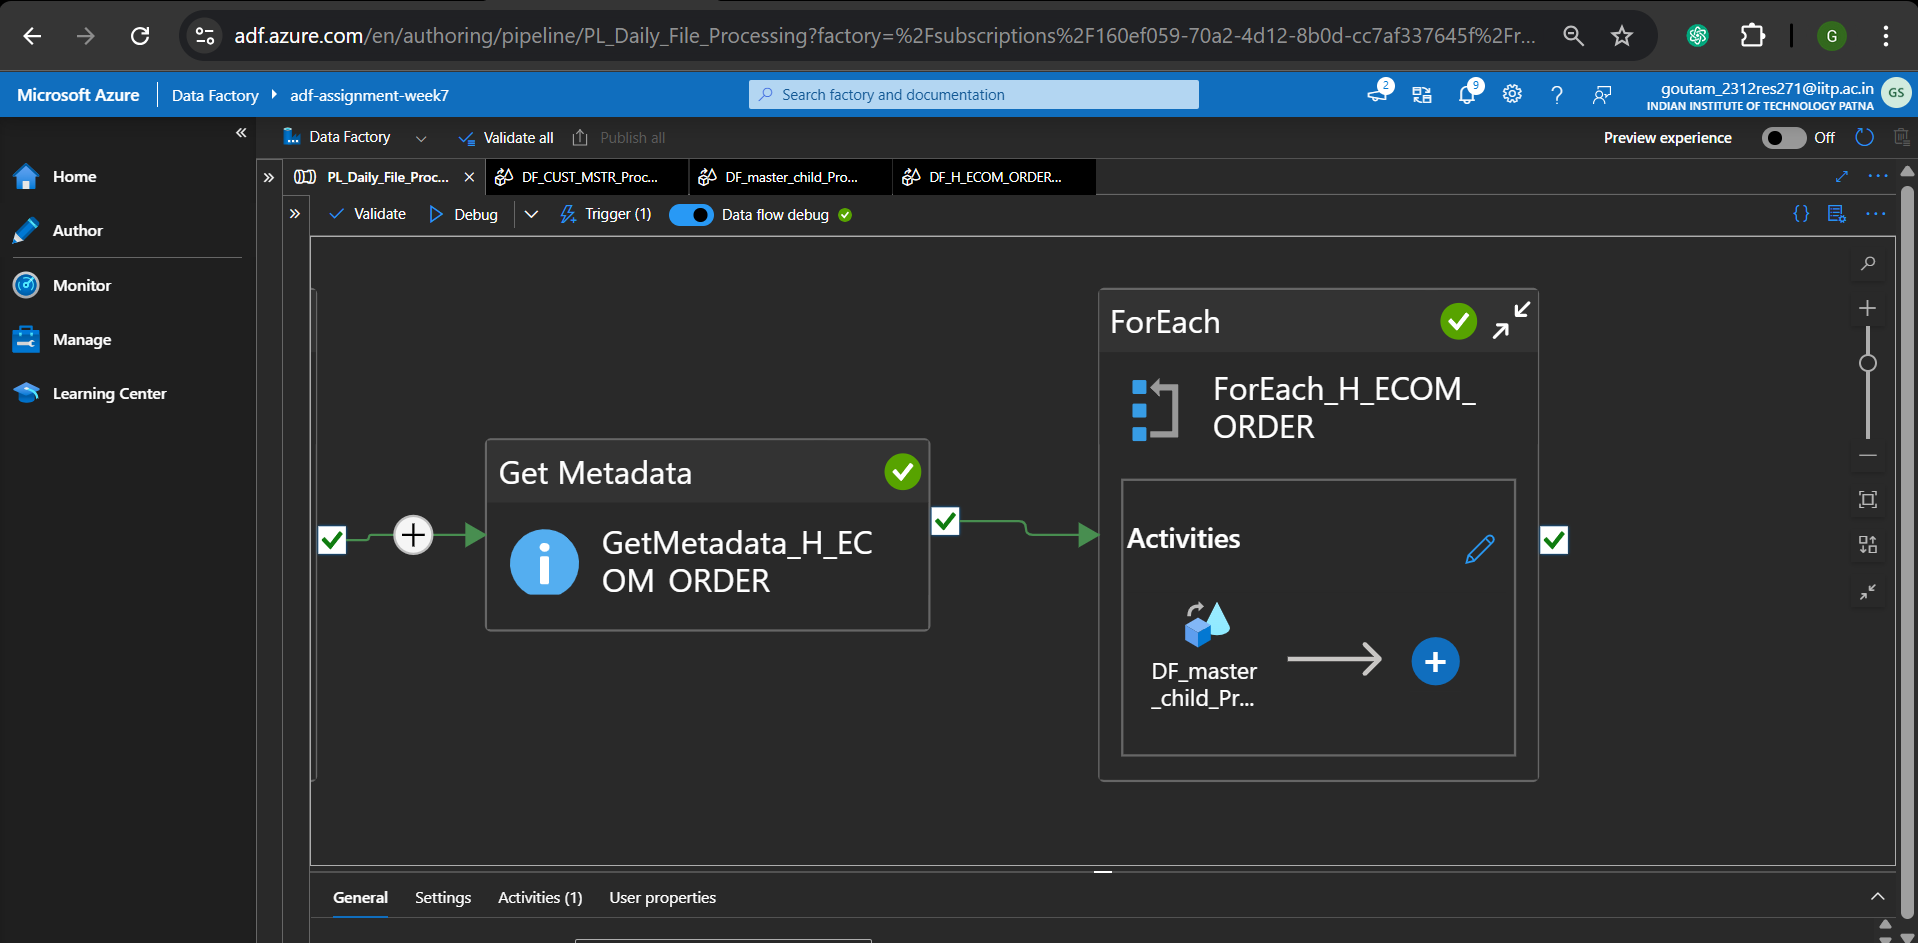 adf.azure.com/en/authoring/pipeline/PL_Daily_File_Processing?factory=%2Fsubscriptions%2F160ef059-70a2-4d12-8b0d-cc7af337645f%2Fr...
G
Microsoft Azure
Data Factory
adf-assignment-week7
Search factory and documentation
2
9
goutam_2312res271@iitp.ac.in
INDIAN INSTITUTE OF TECHNOLOGY PATNA
GS
Data Factory
Validate all
Publish all
Preview experience
Off
Home
Author
Monitor
Manage
Learning Center
PL_Daily_File_Proc...
DF_CUST_MSTR_Proc...
DF_master_child_Pro...
DF_H_ECOM_ORDER...
Validate
Debug
Trigger (1)
Data flow debug
Get Metadata
GetMetadata_H_EC
OM_ORDER
ForEach
ForEach_H_ECOM_
ORDER
Activities
DF_master
_child_Pr...
General
Settings
Activities (1)
User properties